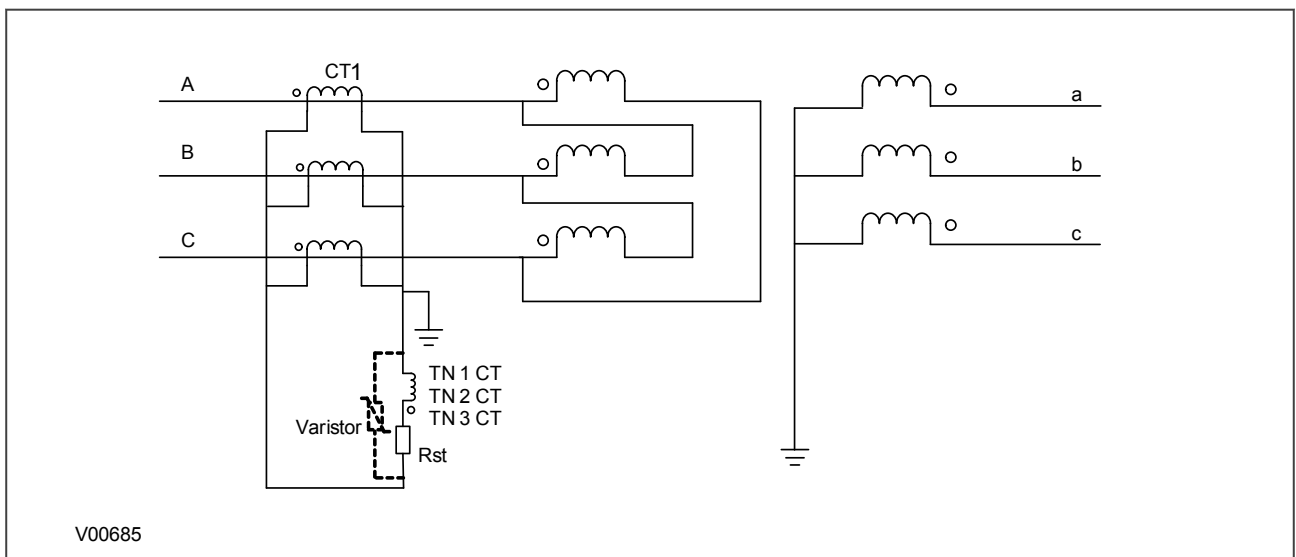 CT1
A
a
B
b
C
c
TN 1 CT
TN 2 CT
TN 3 CT
Varistor
Rst
V00685